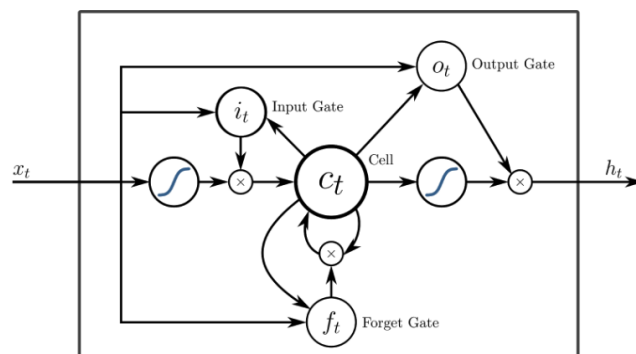 o_t Output Gate
i_t Input Gate
x_t
×
c_t Cell
×
h_t
×
f_t Forget Gate